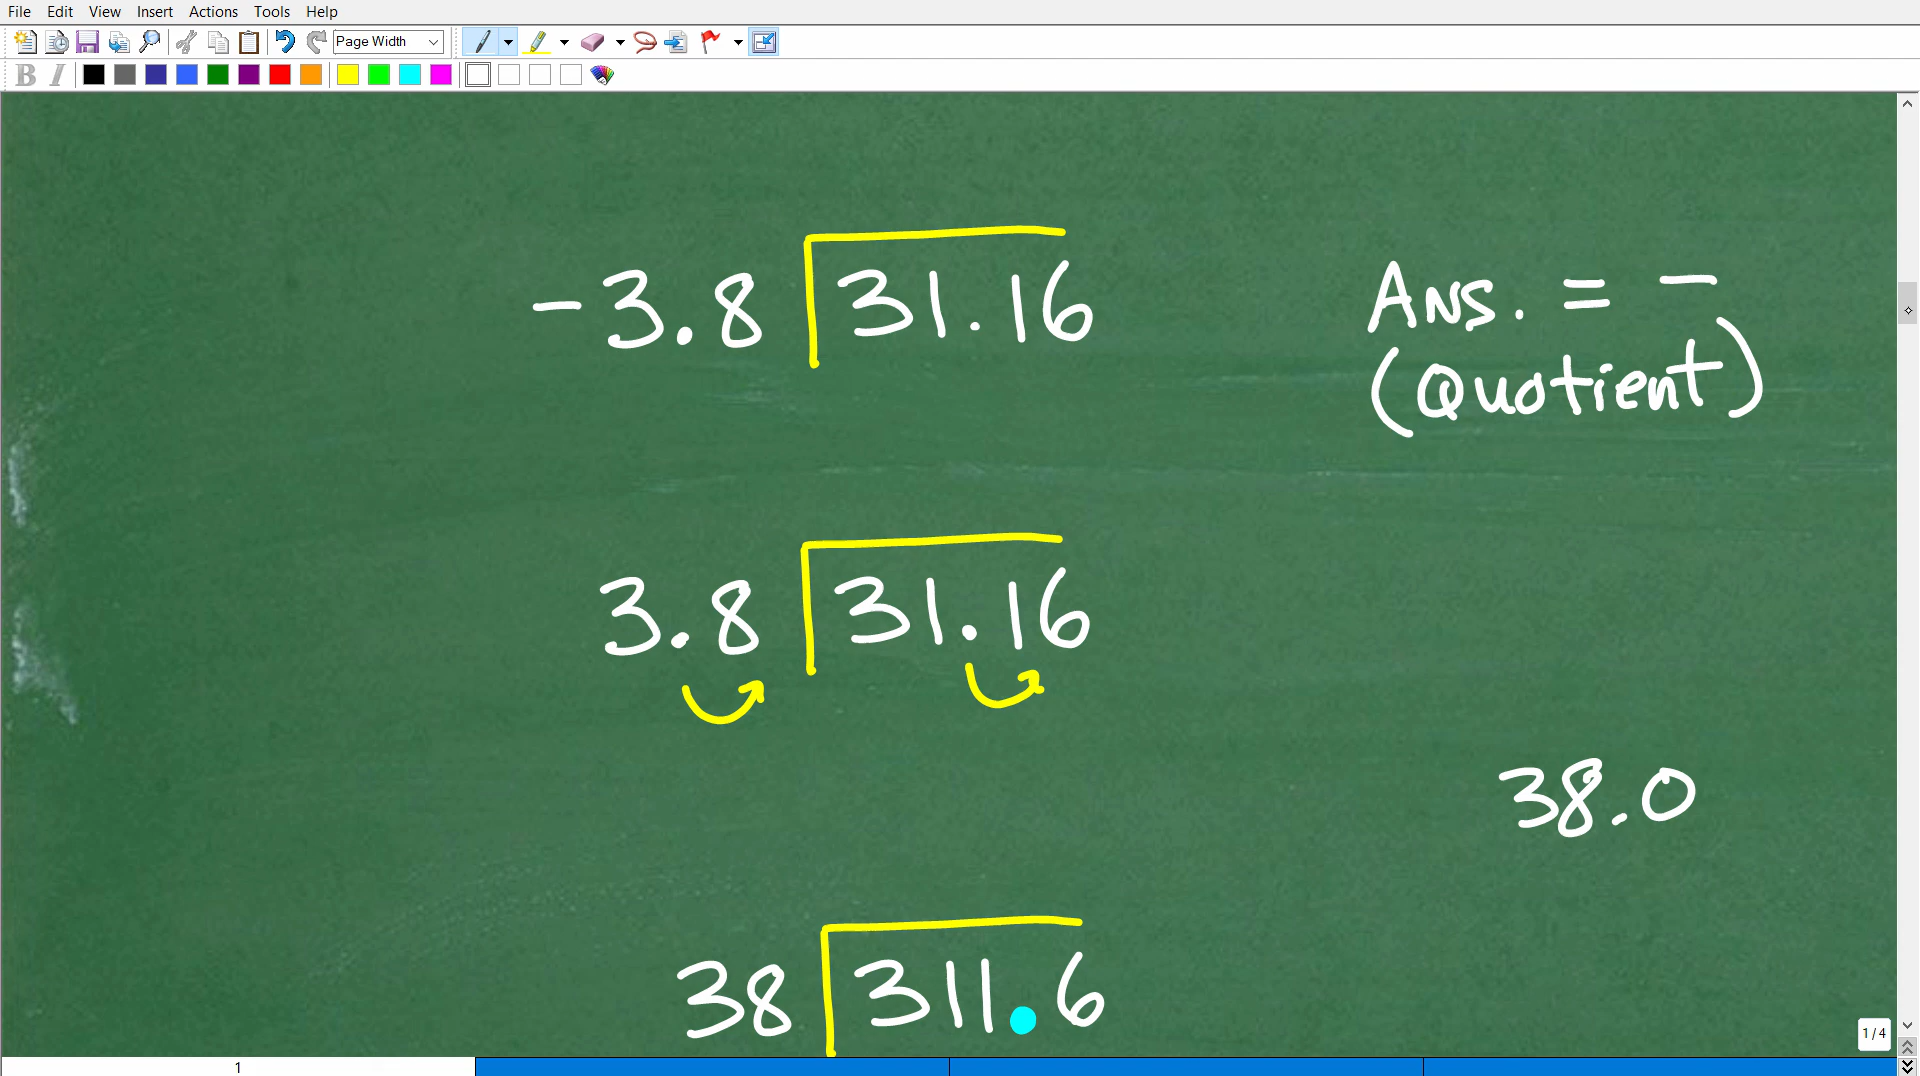 File Edit View Insert Actions Tools Help
Page Width
B I
-3.8 31.16
Ans. = -
(Quotient)
3.8 31.16
38.0
38 311.6
1/4
1